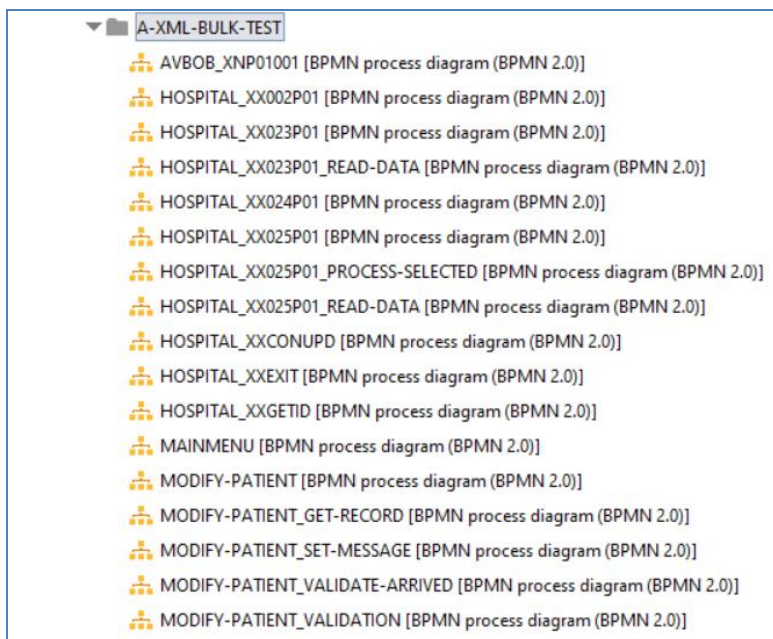 A-XML-BULK-TEST
AVBOB_XNP01001 [BPMN process diagram (BPMN 2.0)]
HOSPITAL_XX002P01 [BPMN process diagram (BPMN 2.0)]
HOSPITAL_XX023P01 [BPMN process diagram (BPMN 2.0)]
HOSPITAL_XX023P01_READ-DATA [BPMN process diagram (BPMN 2.0)]
HOSPITAL_XX024P01 [BPMN process diagram (BPMN 2.0)]
HOSPITAL_XX025P01 [BPMN process diagram (BPMN 2.0)]
HOSPITAL_XX025P01_PROCESS-SELECTED [BPMN process diagram (BPMN 2.0)]
HOSPITAL_XX025P01_READ-DATA [BPMN process diagram (BPMN 2.0)]
HOSPITAL_XXCONUPD [BPMN process diagram (BPMN 2.0)]
HOSPITAL_XXEXIT [BPMN process diagram (BPMN 2.0)]
HOSPITAL_XXGETID [BPMN process diagram (BPMN 2.0)]
MAINMENU [BPMN process diagram (BPMN 2.0)]
MODIFY-PATIENT [BPMN process diagram (BPMN 2.0)]
MODIFY-PATIENT_GET-RECORD [BPMN process diagram (BPMN 2.0)]
MODIFY-PATIENT_SET-MESSAGE [BPMN process diagram (BPMN 2.0)]
MODIFY-PATIENT_VALIDATE-ARRIVED [BPMN process diagram (BPMN 2.0)]
MODIFY-PATIENT_VALIDATION [BPMN process diagram (BPMN 2.0)]